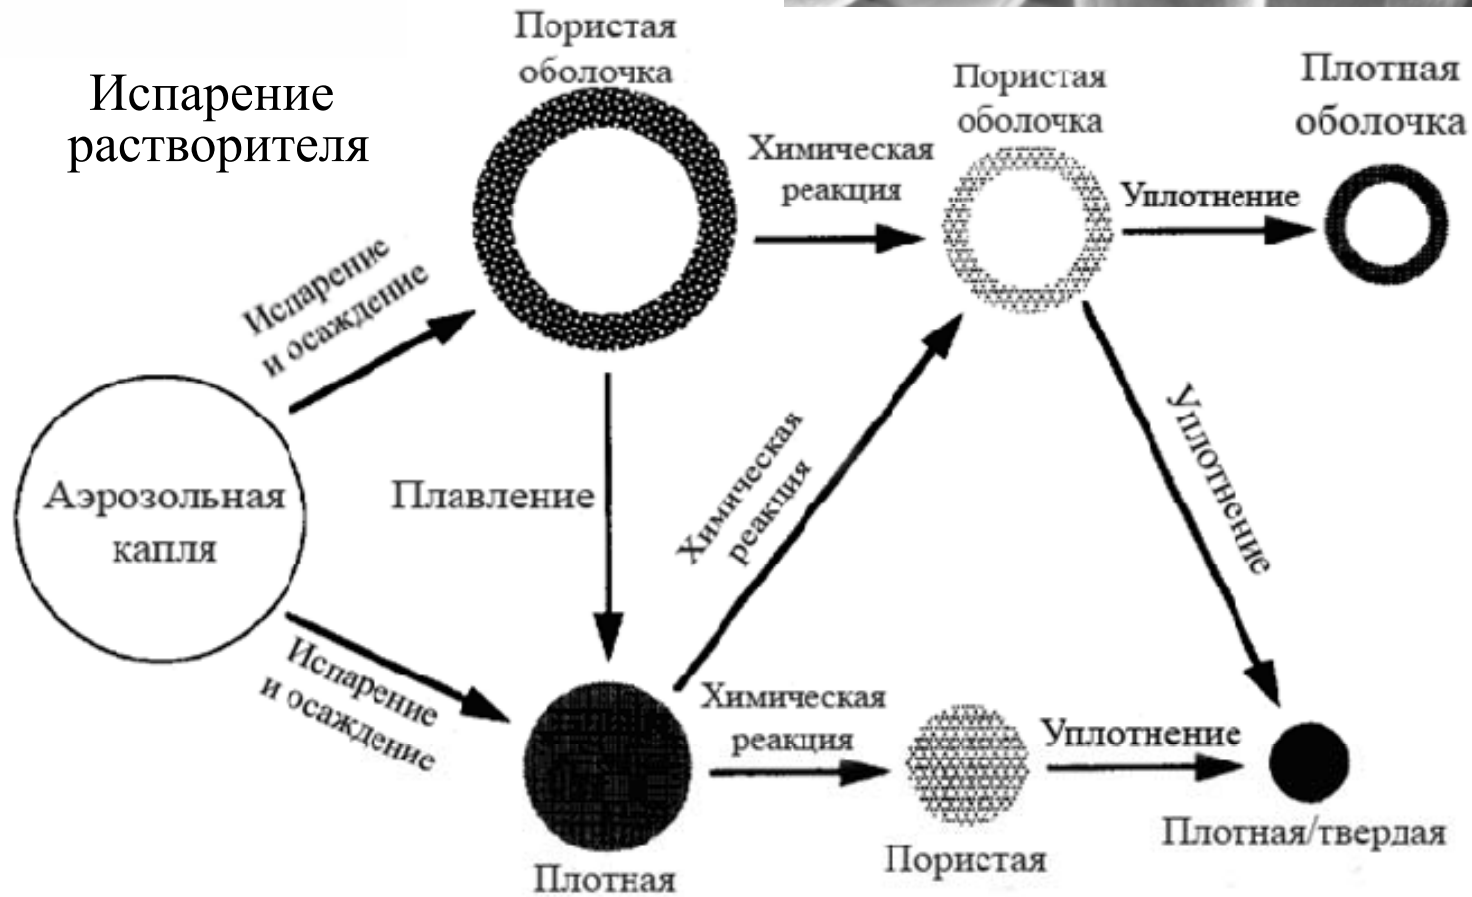 Испарение
растворителя
Пористая
оболочка
Химическая
реакция
Пористая
оболочка
Уплотнение
Плотная
оболочка
Испарение
и осаждение
Аэрозольная
капля
Плавление
Химическая
реакция
Уплотнение
Испарение
и осаждение
Плотная
Химическая
реакция
Пористая
Уплотнение
Плотная/твердая